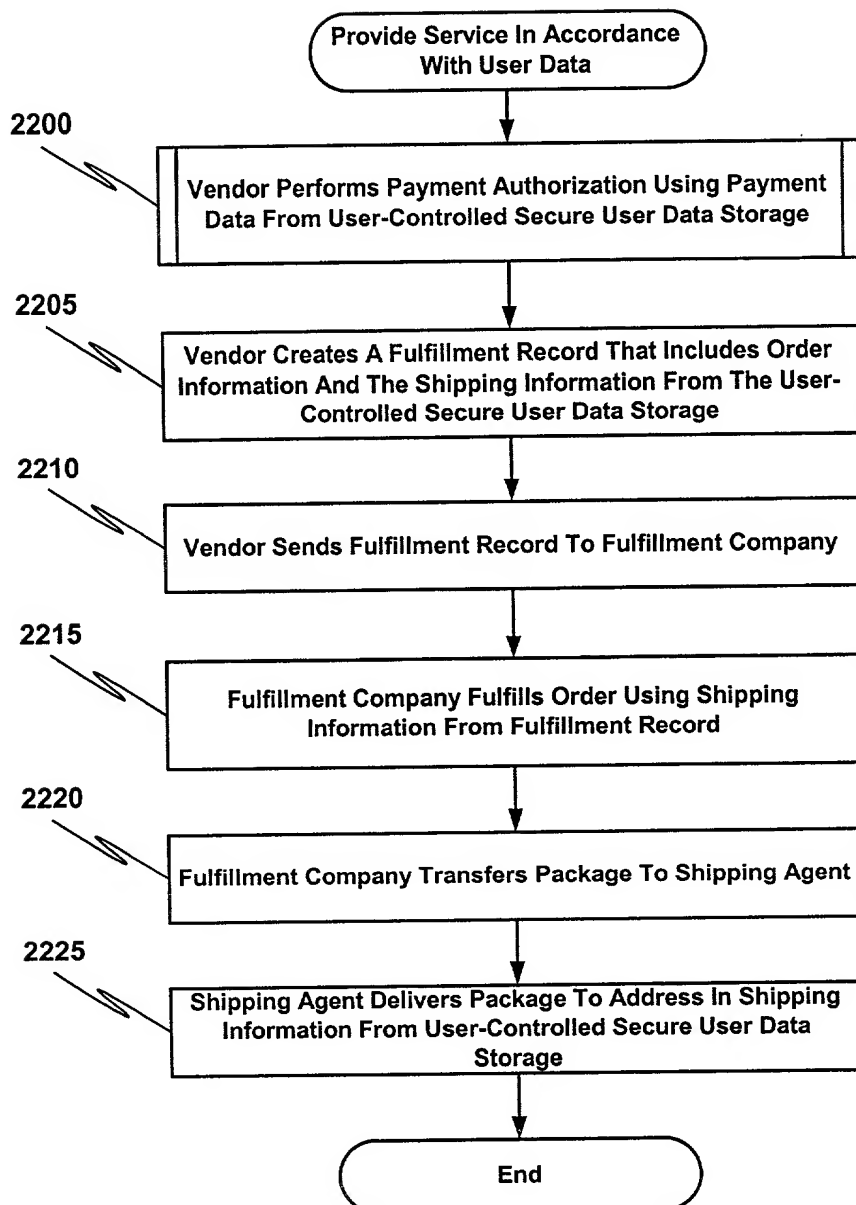 Provide Service In Accordance
With User Data
2200
Vendor Performs Payment Authorization Using Payment
Data From User-Controlled Secure User Data Storage
2205
Vendor Creates A Fulfillment Record That Includes Order
Information And The Shipping Information From The User-
Controlled Secure User Data Storage
2210
Vendor Sends Fulfillment Record To Fulfillment Company
2215
Fulfillment Company Fulfills Order Using Shipping
Information From Fulfillment Record
2220
Fulfillment Company Transfers Package To Shipping Agent
2225
Shipping Agent Delivers Package To Address In Shipping
Information From User-Controlled Secure User Data
Storage
End